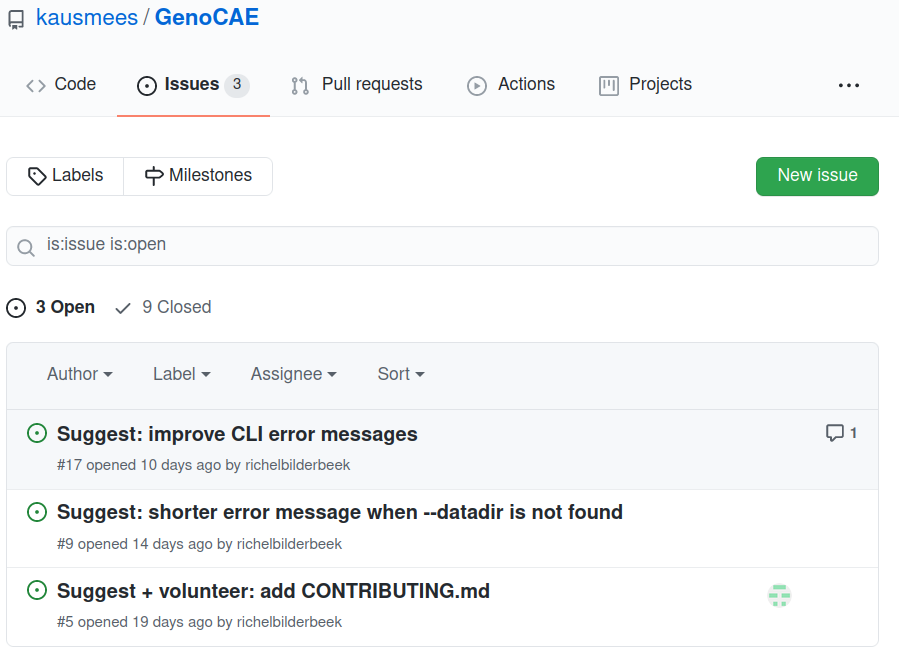 kausmees / GenoCAE
Code Issues 3 Pull requests Actions Projects ...
Labels Milestones New issue
is:issue is:open
3 Open 9 Closed
Author Label Assignee Sort
Suggest: improve CLI error messages 1
#17 opened 10 days ago by richelbilderbeek
Suggest: shorter error message when --datadir is not found
#9 opened 14 days ago by richelbilderbeek
Suggest + volunteer: add CONTRIBUTING.md
#5 opened 19 days ago by richelbilderbeek